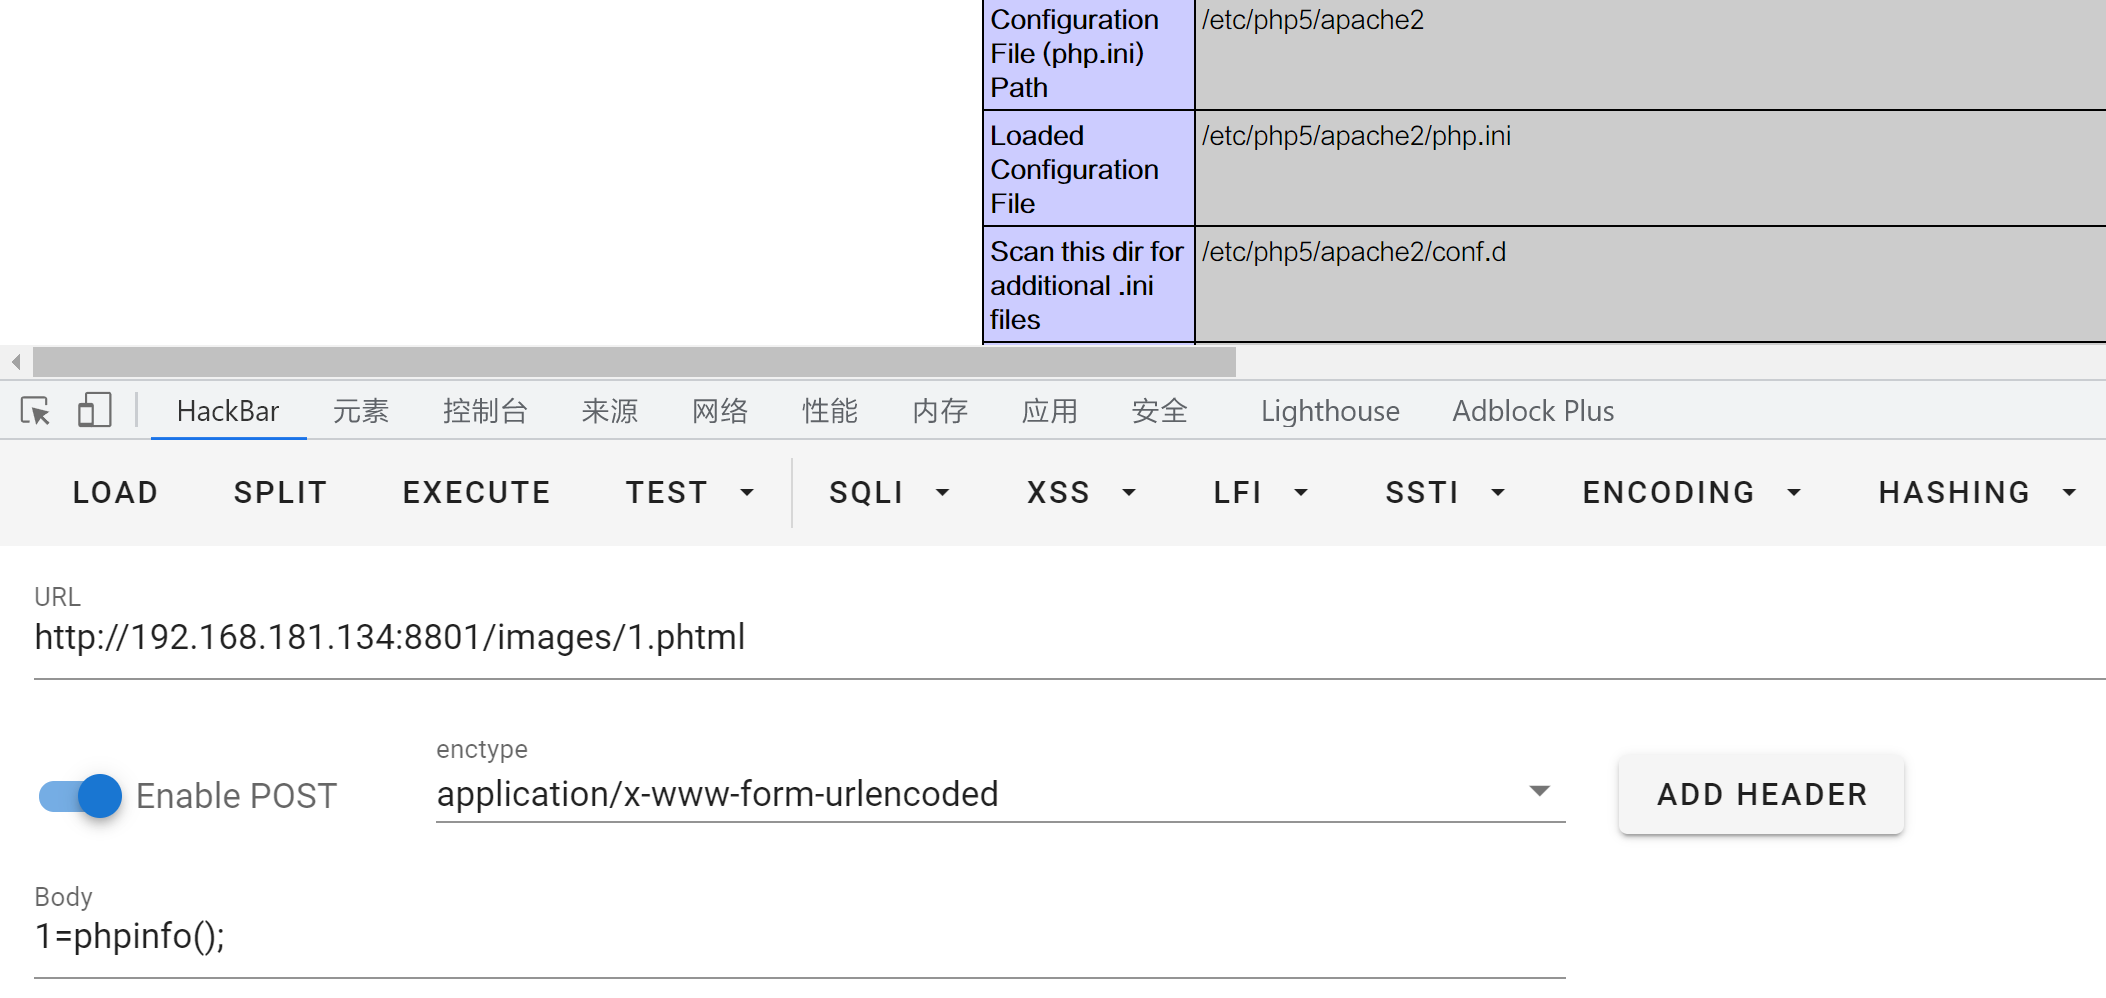 Configuration
File (php.ini)
Path
/etc/php5/apache2
Loaded
Configuration
File
/etc/php5/apache2/php.ini
Scan this dir for
additional .ini
files
/etc/php5/apache2/conf.d
HackBar 元素 控制台 来源 网络 性能 内存 应用 安全 Lighthouse Adblock Plus
LOAD SPLIT EXECUTE TEST SQLI XSS LFI SSTI ENCODING HASHING
URL
http://192.168.181.134:8801/images/1.phtml
enctype
Enable POST application/x-www-form-urlencoded ADD HEADER
Body
1=phpinfo();